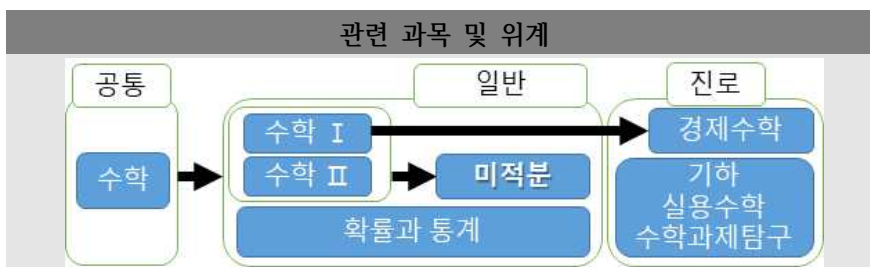 관련 과목 및 위계
공통
일반
진로
수학
수학 Ⅰ
수학 Ⅱ
미적분
확률과 통계
경제수학
기하
실용수학
수학과제탐구